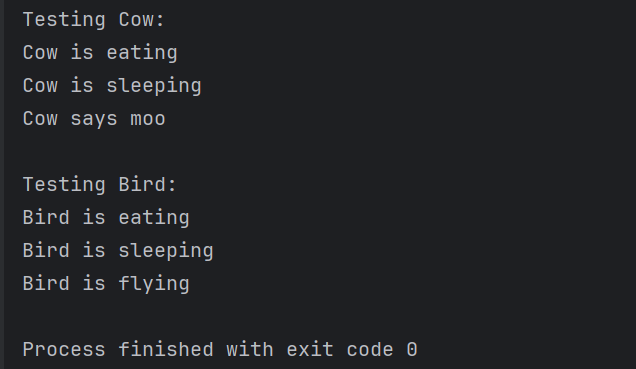 Testing Cow:
Cow is eating
Cow is sleeping
Cow says moo
Testing Bird:
Bird is eating
Bird is sleeping
Bird is flying
Process finished with exit code 0